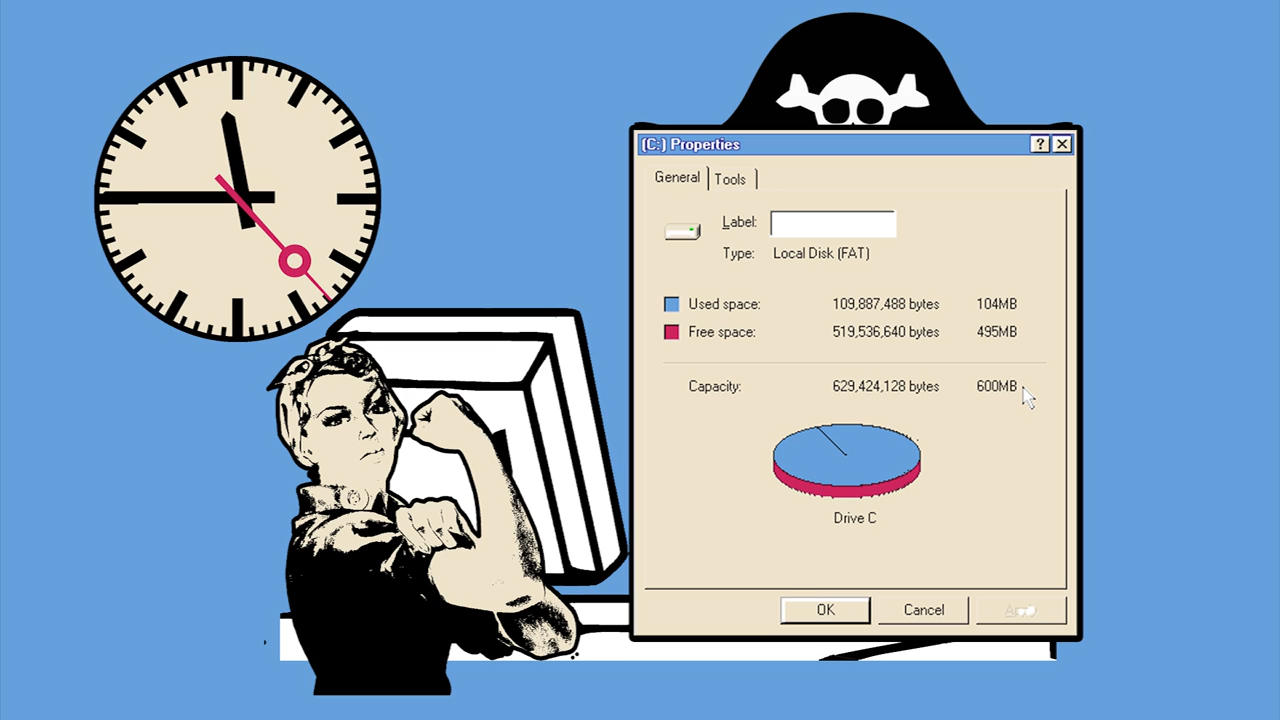 (C:) Properties
General Tools
Label:
Type: Local Disk (FAT)
Used space: 109,887,488 bytes 104MB
Free space: 519,536,640 bytes 495MB
Capacity: 629,424,128 bytes 600MB
Drive C
OK Cancel